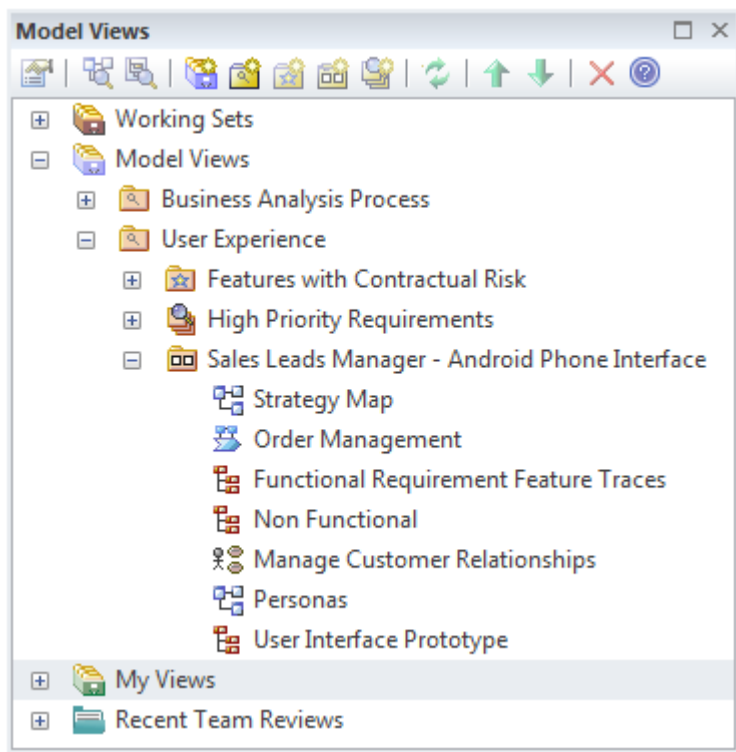 Model Views
Working Sets
Model Views
Business Analysis Process
User Experience
Features with Contractual Risk
High Priority Requirements
Sales Leads Manager - Android Phone Interface
Strategy Map
Order Management
Functional Requirement Feature Traces
Non Functional
Manage Customer Relationships
Personas
User Interface Prototype
My Views
Recent Team Reviews